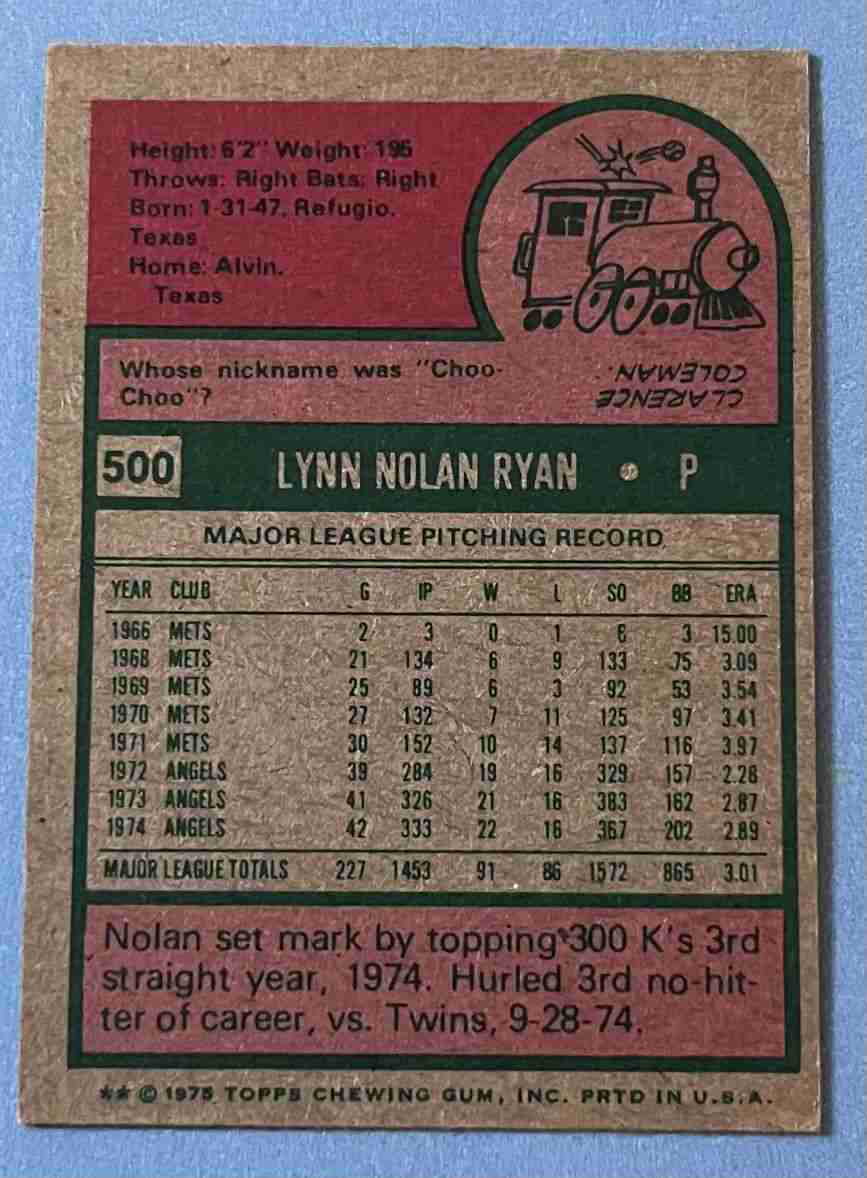 Height: 6'2" Weight: 195
Throws: Right Bats: Right
Born: 1-31-47, Refugio,
Texas
Home: Alvin,
Texas
Whose nickname was "Choo-
Choo"?
CLARENCE
COLEMAN.
500 LYNN NOLAN RYAN • P
MAJOR LEAGUE PITCHING RECORD
YEAR CLUB G IP W L SO BB ERA
1966 METS 2 3 0 1 6 3 15.00
1968 METS 21 134 6 9 133 75 3.09
1969 METS 25 89 6 3 92 53 3.54
1970 METS 27 132 7 11 125 97 3.41
1971 METS 30 152 10 14 137 116 3.97
1972 ANGELS 39 284 19 16 329 157 2.28
1973 ANGELS 41 326 21 16 383 162 2.87
1974 ANGELS 42 333 22 16 367 202 2.89
MAJOR LEAGUE TOTALS 227 1453 91 86 1572 865 3.01
Nolan set mark by topping 300 K's 3rd
straight year, 1974. Hurled 3rd no-hit-
ter of career, vs. Twins, 9-28-74.
** © 1975 TOPPS CHEWING GUM, INC. PRTD IN U.S.A.